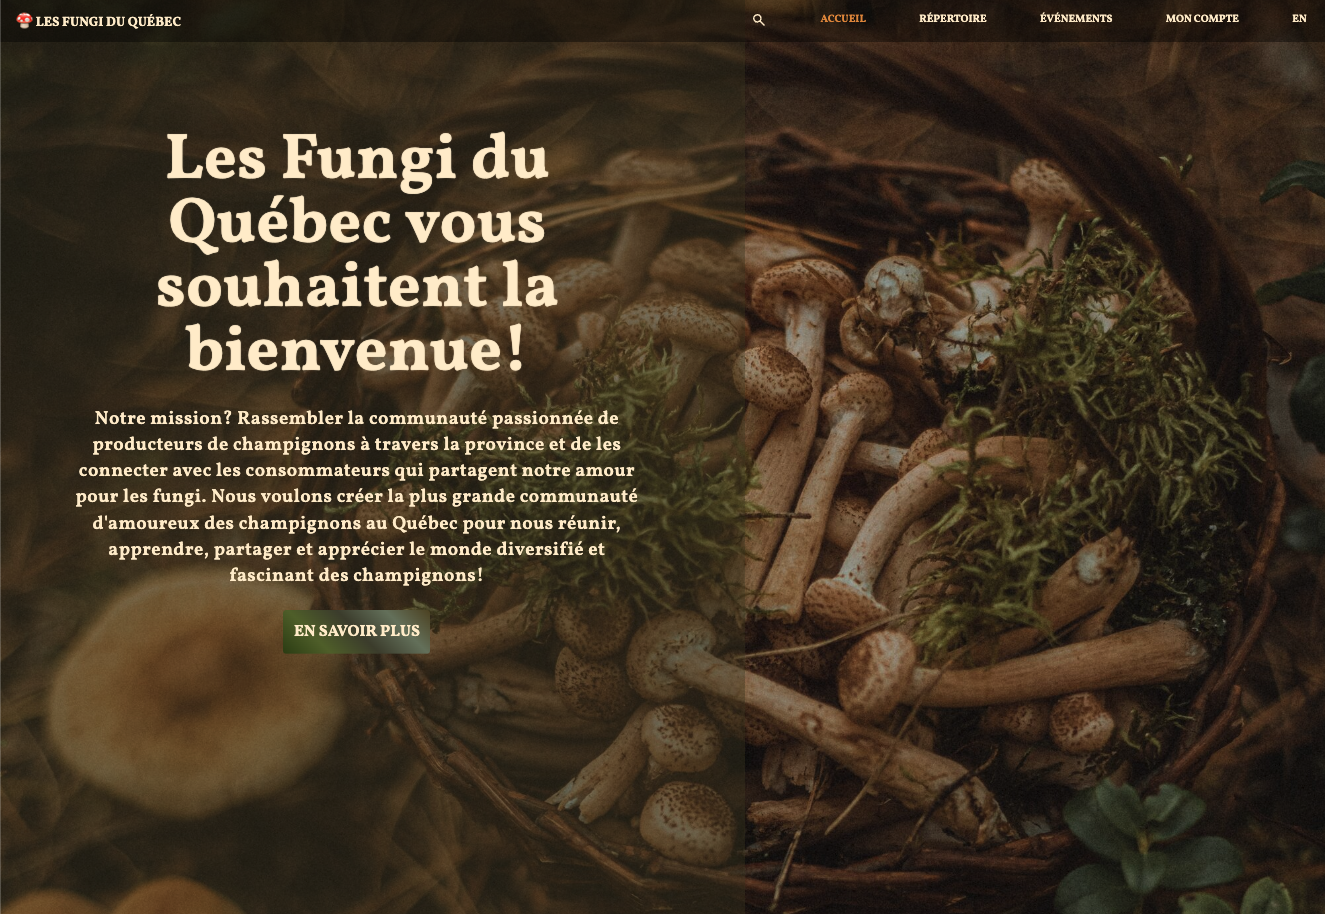 LES FUNGI DU QUÉBEC
ACCUEIL
RÉPERTOIRE
ÉVÉNEMENTS
MON COMPTE
EN
Les Fungi du
Québec vous
souhaitent la
bienvenue!
Notre mission? Rassembler la communauté passionnée de
producteurs de champignons à travers la province et de les
connecter avec les consommateurs qui partagent notre amour
pour les fungi. Nous voulons créer la plus grande communauté
d'amoureux des champignons au Québec pour nous réunir,
apprendre, partager et apprécier le monde diversifié et
fascinant des champignons!
EN SAVOIR PLUS